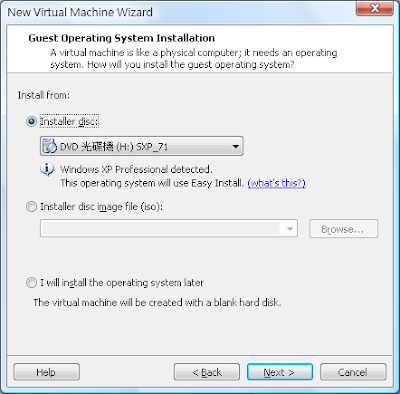 New Virtual Machine Wizard
Guest Operating System Installation
A virtual machine is like a physical computer; it needs an operating
system. How will you install the guest operating system?
Install from:
Installer disc:
DVD 光碟機 (H:) SXP_71
Windows XP Professional detected.
This operating system will use Easy Install. (what's this?)
Installer disc image file (iso):
Browse...
I will install the operating system later
The virtual machine will be created with a blank hard disk.
Help
< Back
Next >
Cancel